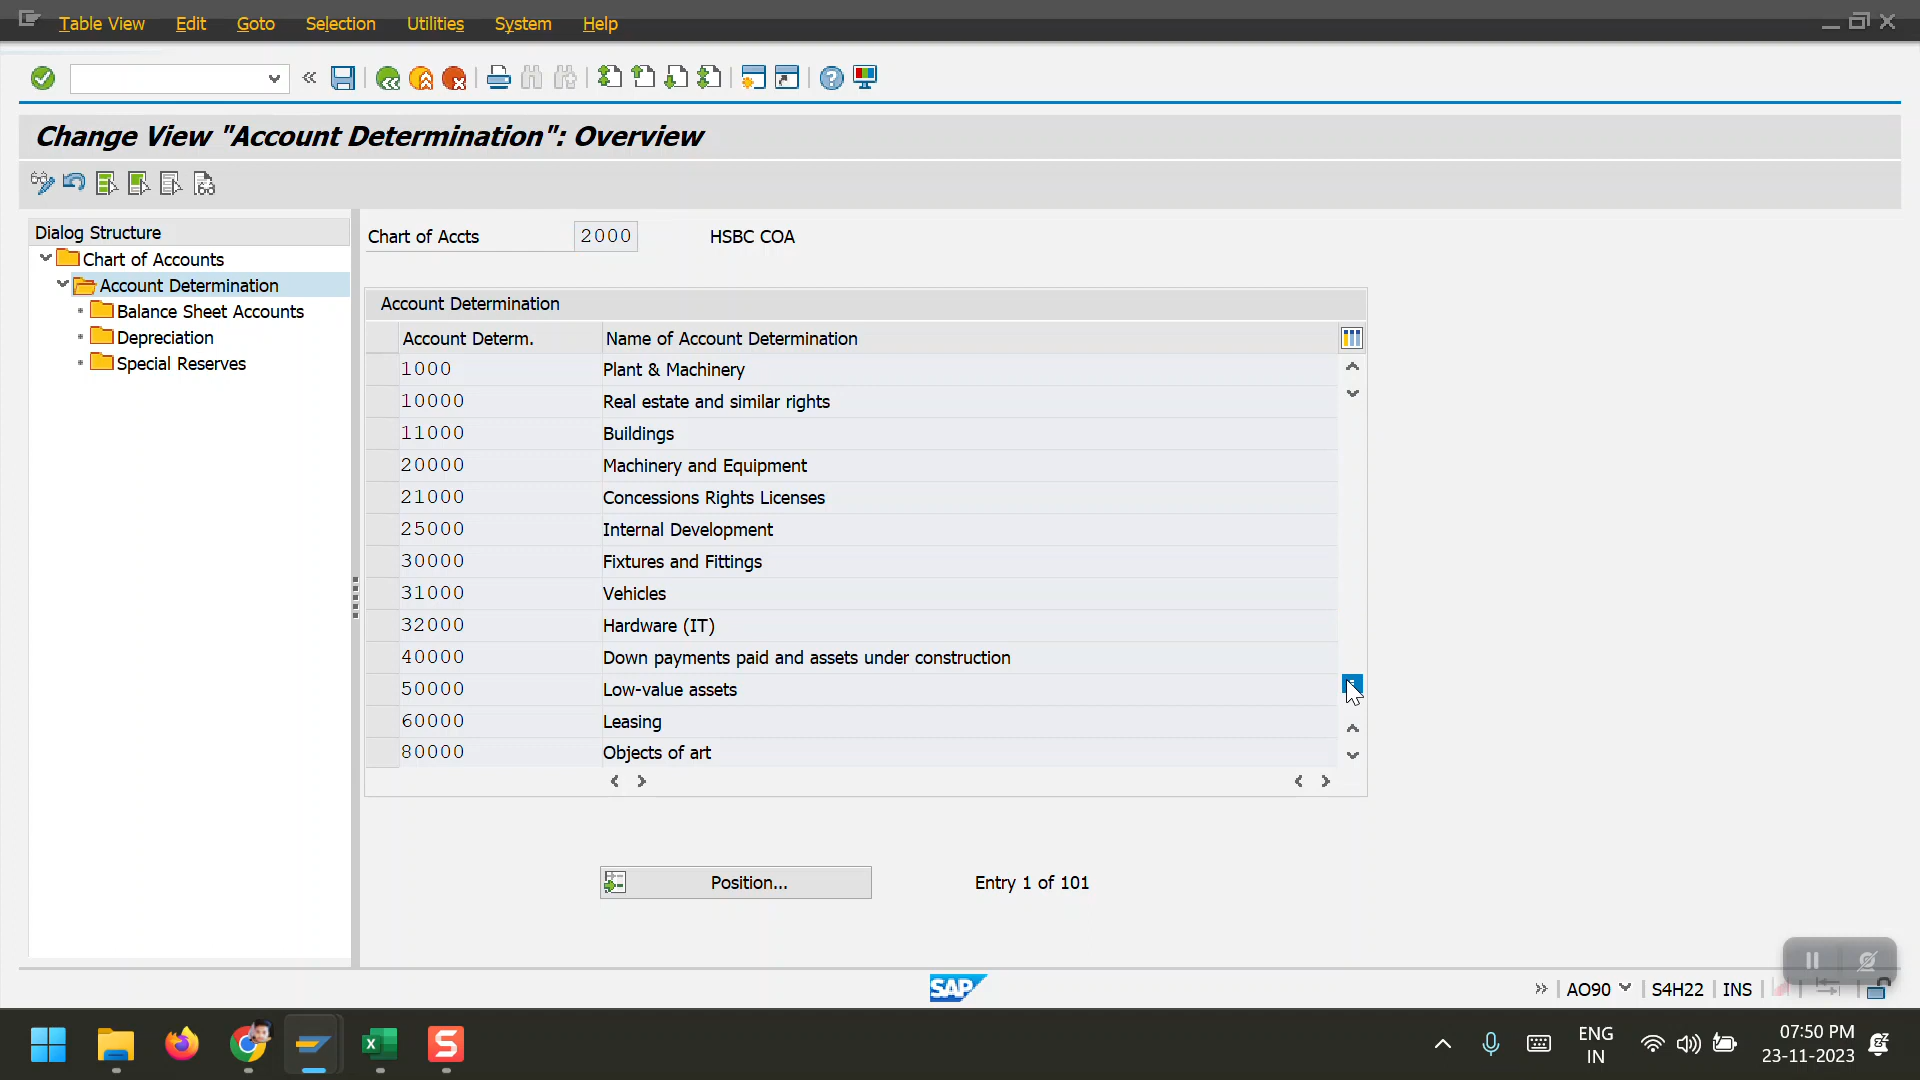 Table View Edit Goto Selection Utilities System Help
Change View "Account Determination": Overview
Dialog Structure
Chart of Accounts
Account Determination
Balance Sheet Accounts
Depreciation
Special Reserves
Chart of Accts 2000 HSBC COA
Account Determination
Account Determ. Name of Account Determination
1000 Plant & Machinery
10000 Real estate and similar rights
11000 Buildings
20000 Machinery and Equipment
21000 Concessions Rights Licenses
25000 Internal Development
30000 Fixtures and Fittings
31000 Vehicles
32000 Hardware (IT)
40000 Down payments paid and assets under construction
50000 Low-value assets
60000 Leasing
80000 Objects of art
Position... Entry 1 of 101
SAP
AO90 S4H22 INS
ENG
IN
07:50 PM
23-11-2023